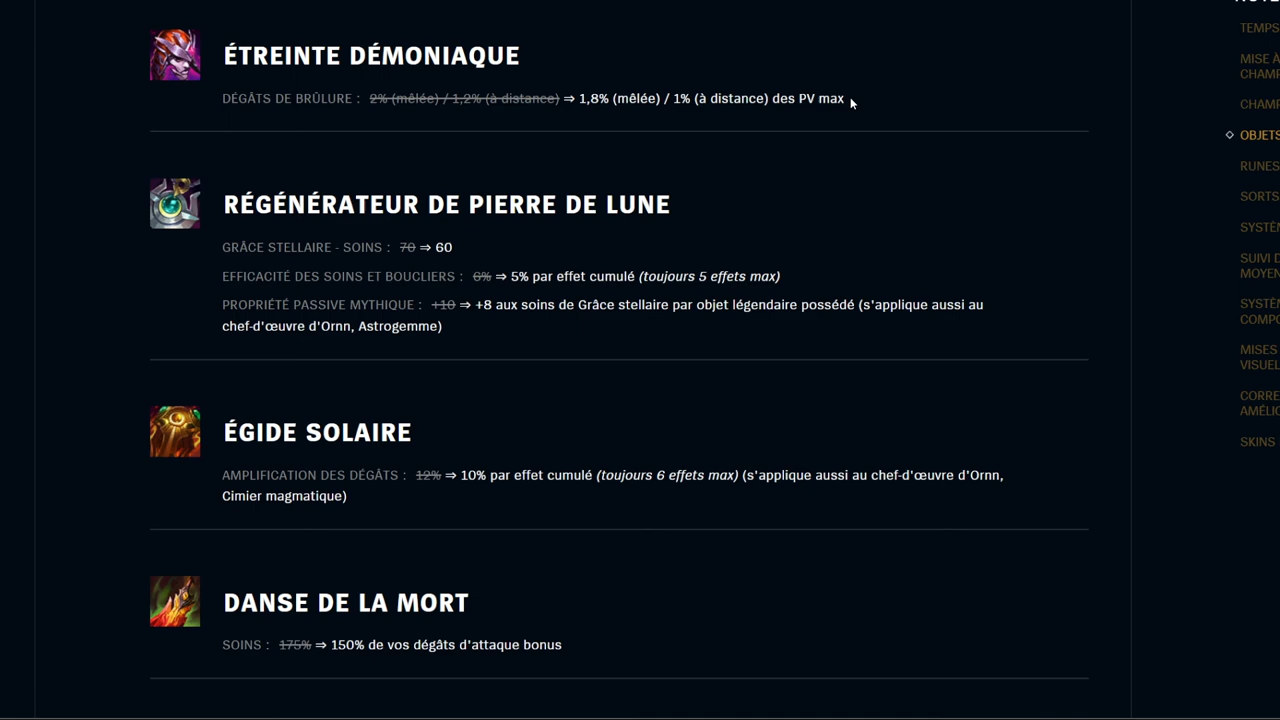 ÉTREINTE DÉMONIAQUE
DÉGÂTS DE BRÛLURE : 2% (mêlée) / 1,2% (à distance) ⇒ 1,8% (mêlée) / 1% (à distance) des PV max
RÉGÉNÉRATEUR DE PIERRE DE LUNE
GRÂCE STELLAIRE - SOINS : 70 ⇒ 60
EFFICACITÉ DES SOINS ET BOUCLIERS : 6% ⇒ 5% par effet cumulé (toujours 5 effets max)
PROPRIÉTÉ PASSIVE MYTHIQUE : +10 ⇒ +8 aux soins de Grâce stellaire par objet légendaire possédé (s'applique aussi au
chef-d'œuvre d'Ornn, Astrogemme)
ÉGIDE SOLAIRE
AMPLIFICATION DES DÉGÂTS : 12% ⇒ 10% par effet cumulé (toujours 6 effets max) (s'applique aussi au chef-d'œuvre d'Ornn,
Cimier magmatique)
DANSE DE LA MORT
SOINS : 175% ⇒ 150% de vos dégâts d'attaque bonus
TEMPS
MISE À
CHAMP
CHAMP
OBJETS
RUNES
SORTS
SYSTÈ
SUIVI D
MOYEN
SYSTÈ
COMPO
MISES
VISUEL
CORRE
AMÉLIO
SKINS